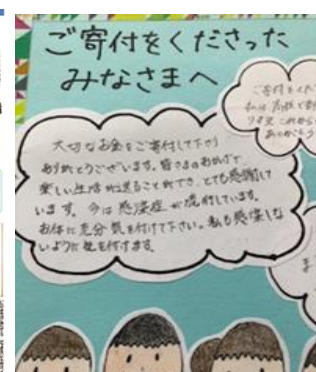 ご寄付をくださった
みなさまへ
大切なお金をご寄付して下さり
ありがとうございます。皆さまのおかげで、
楽しい生活が送ることができ、とても感謝して
います。今は感染症が流行しています。
お体に充分気を付けて下さい。私も感染しな
いように気を付けます。